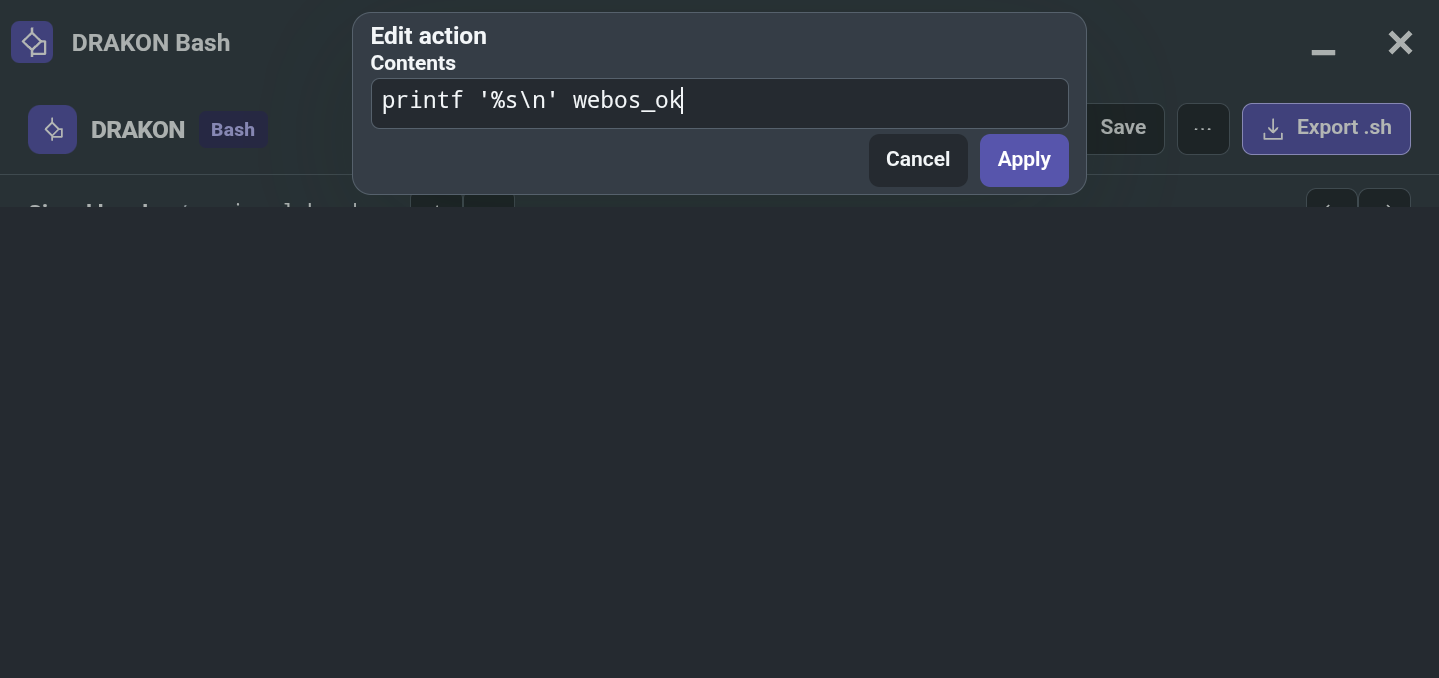 DRAKON Bash
Edit action
Contents
printf '%s\n' webos_ok
DRAKON Bash
Save
...
Export .sh
Cancel
Apply